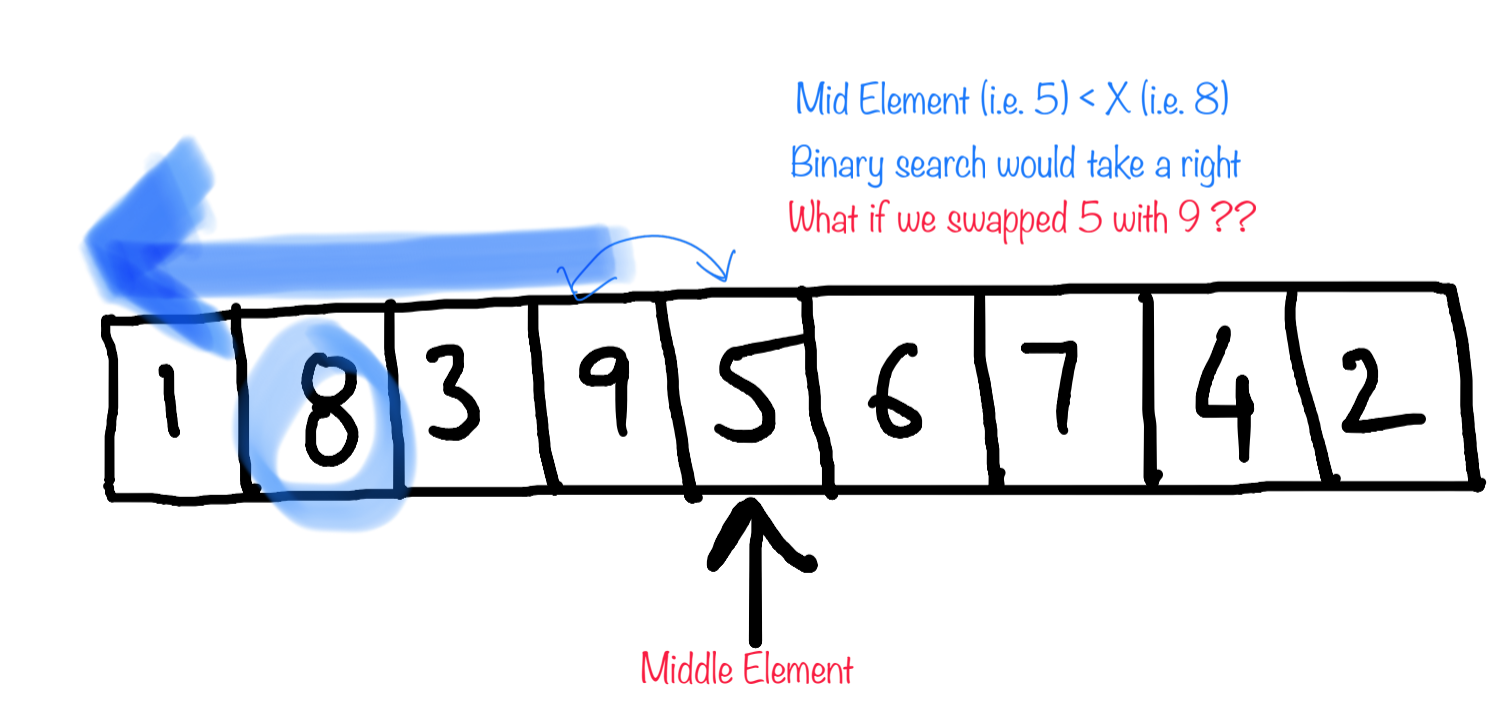 Mid Element (i.e. 5) < X (i.e. 8)
Binary search would take a right
What if we swapped 5 with 9 ??
1 8 3 9 5 6 7 4 2
Middle Element